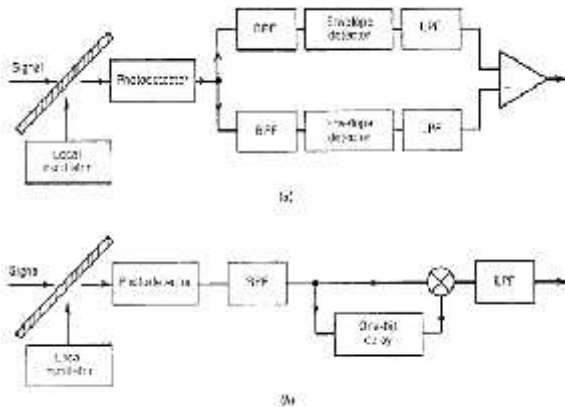 BPF
Envelope
detector
LPF
Signal
Photodetector
BPF
Envelope
detector
LPF
Local
oscillator
(a)
Signal
Photodetector
BPF
LPF
One-bit
delay
Local
oscillator
(b)